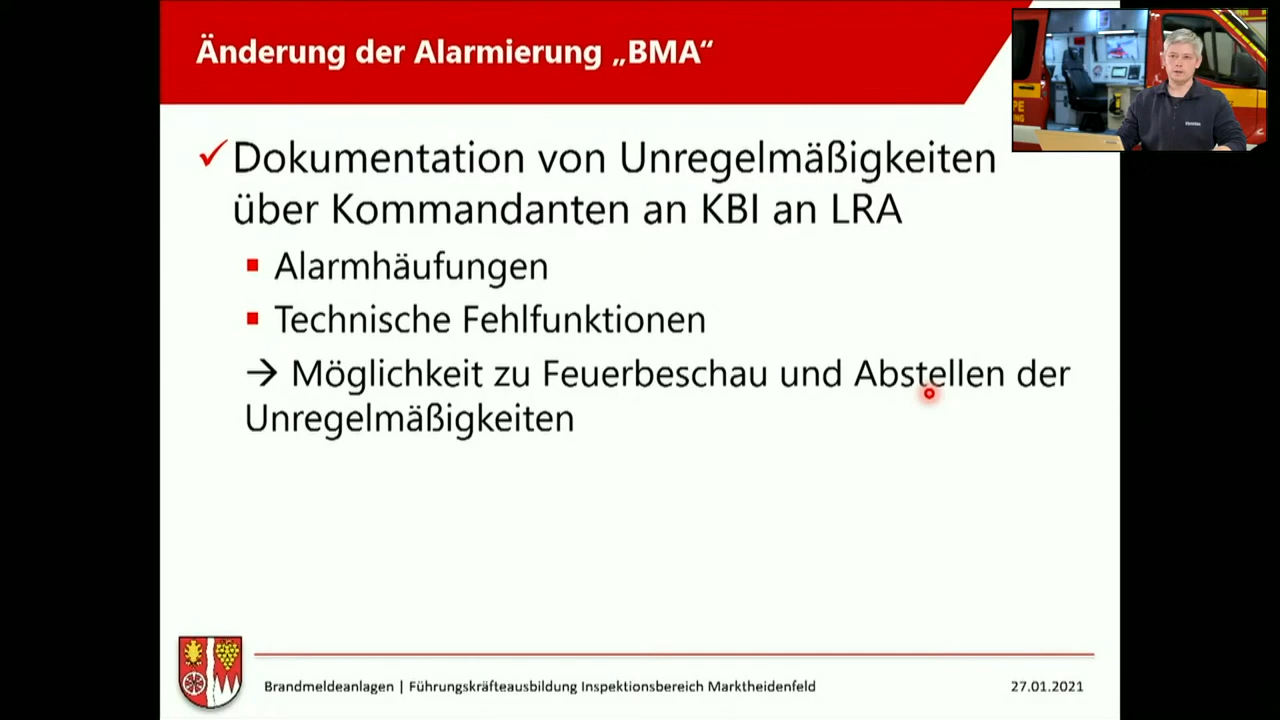 Änderung der Alarmierung „BMA“
Dokumentation von Unregelmäßigkeiten
über Kommandanten an KBI an LRA
Alarmhäufungen
Technische Fehlfunktionen
→ Möglichkeit zu Feuerbeschau und Abstellen der
Unregelmäßigkeiten
Brandmeldeanlagen | Führungskräfteausbildung Inspektionsbereich Marktheidenfeld
27.01.2021